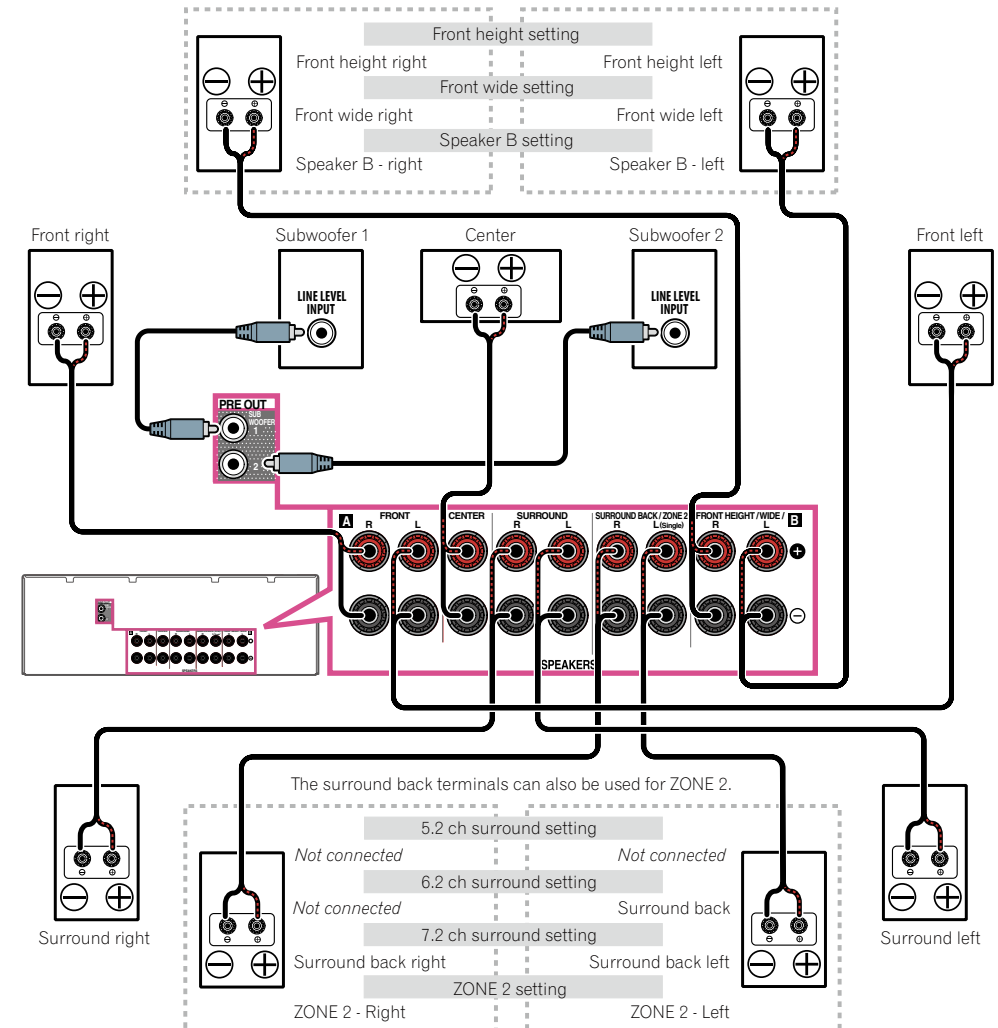 Front height setting
Front height right
Front height left
Front wide setting
Front wide right
Front wide left
Speaker B setting
Speaker B - right
Speaker B - left
Front right
Subwoofer 1
Center
Subwoofer 2
Front left
LINE LEVEL
INPUT
LINE LEVEL
INPUT
PRE OUT
SUB
WOOFER
1
2
A
FRONT
R
L
CENTER
SURROUND
R
L
SURROUND BACK / ZONE 2
R
L (Single)
FRONT HEIGHT / WIDE /
R
L
B
SPEAKERS
The surround back terminals can also be used for ZONE 2.
5.2 ch surround setting
Not connected
Not connected
6.2 ch surround setting
Not connected
Surround back
7.2 ch surround setting
Surround back right
Surround back left
ZONE 2 setting
ZONE 2 - Right
ZONE 2 - Left
Surround right
Surround left